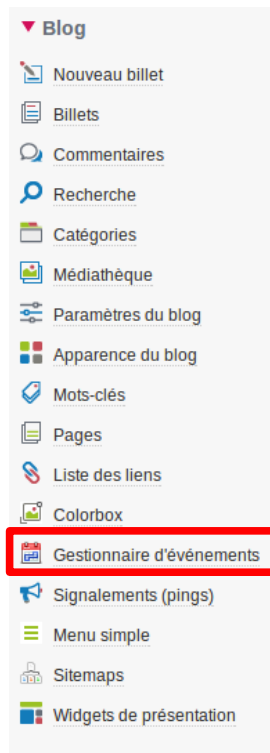 Blog
Nouveau billet
Billets
Commentaires
Recherche
Catégories
Médiathèque
Paramètres du blog
Apparence du blog
Mots-clés
Pages
Liste des liens
Colorbox
Gestionnaire d'événements
Signalements (pings)
Menu simple
Sitemaps
Widgets de présentation